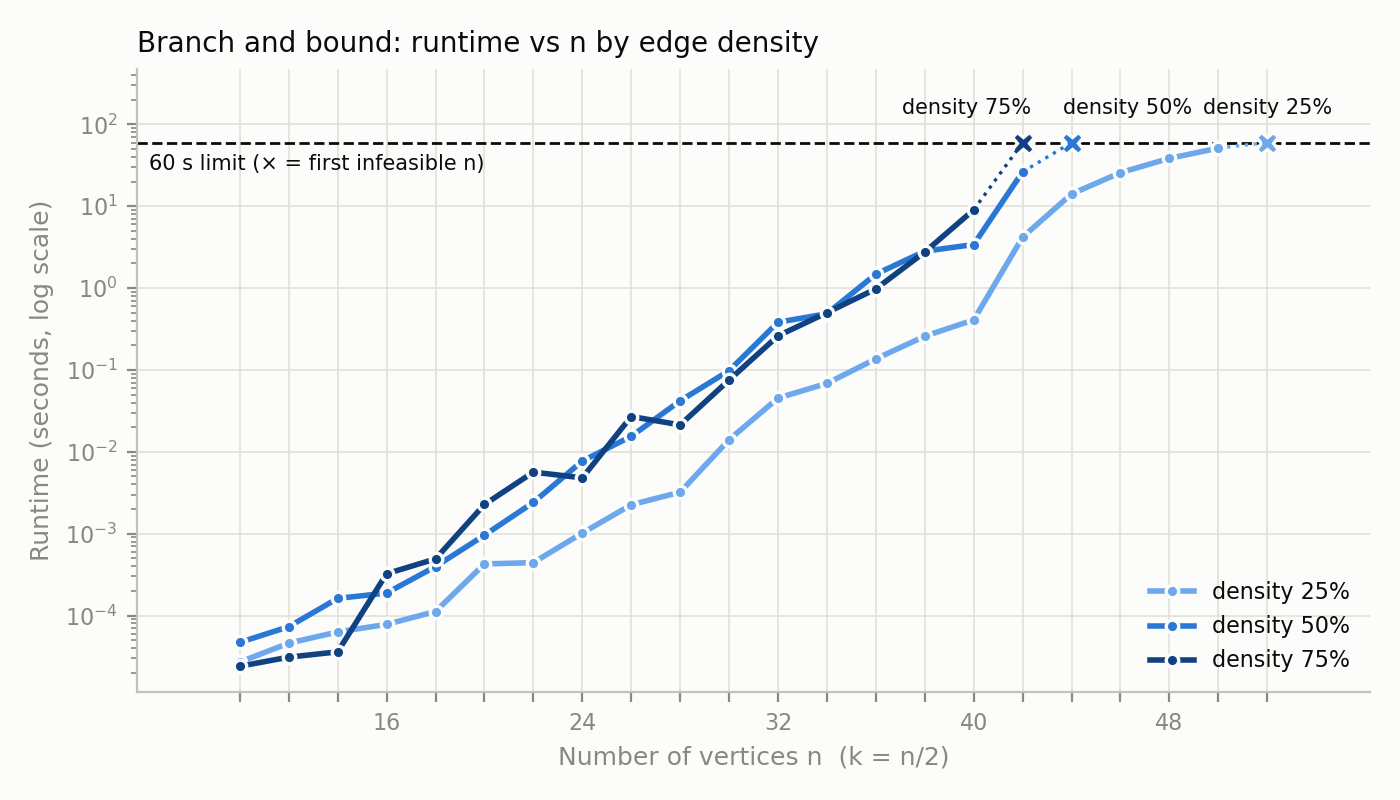 Branch and bound: runtime vs n by edge density
density 75%
density 50%
density 25%
60 s limit (× = first infeasible n)
10²
10¹
10⁰
10⁻¹
10⁻²
10⁻³
10⁻⁴
Runtime (seconds, log scale)
density 25%
density 50%
density 75%
16
24
32
40
48
Number of vertices n (k = n/2)